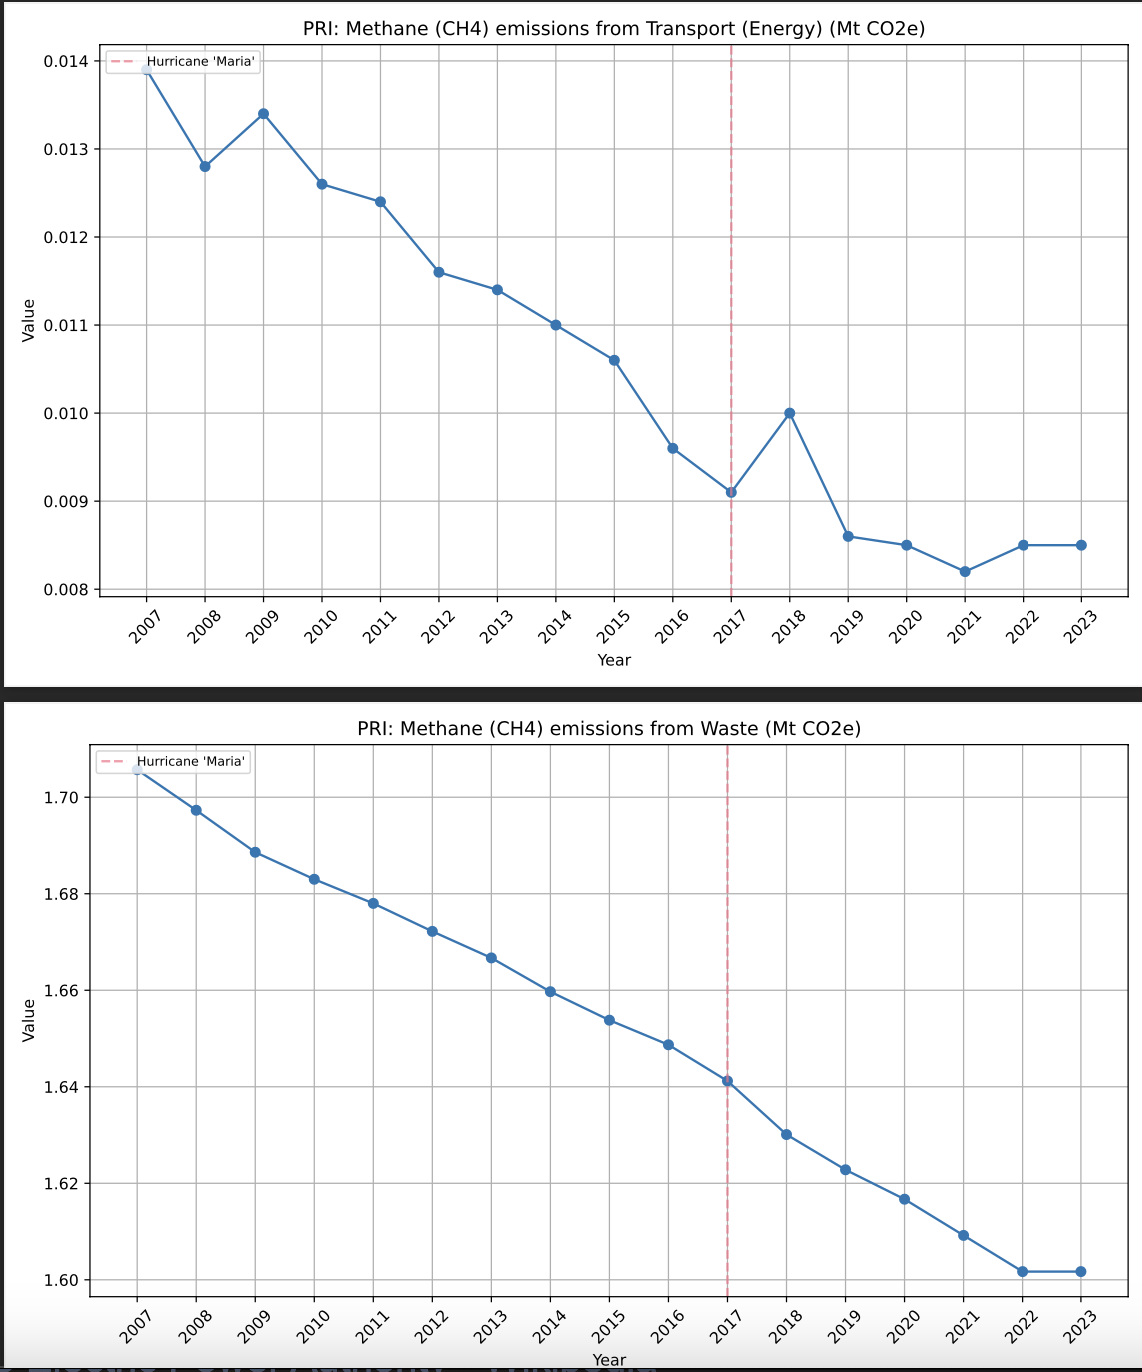 PRI: Methane (CH4) emissions from Transport (Energy) (Mt CO2e)
Hurricane 'Maria'
0.014
0.013
0.012
0.011
0.010
0.009
0.008
Value
2007 2008 2009 2010 2011 2012 2013 2014 2015 2016 2017 2018 2019 2020 2021 2022 2023
Year
PRI: Methane (CH4) emissions from Waste (Mt CO2e)
Hurricane 'Maria'
1.70
1.68
1.66
1.64
1.62
1.60
Value
2007 2008 2009 2010 2011 2012 2013 2014 2015 2016 2017 2018 2019 2020 2021 2022 2023
Year